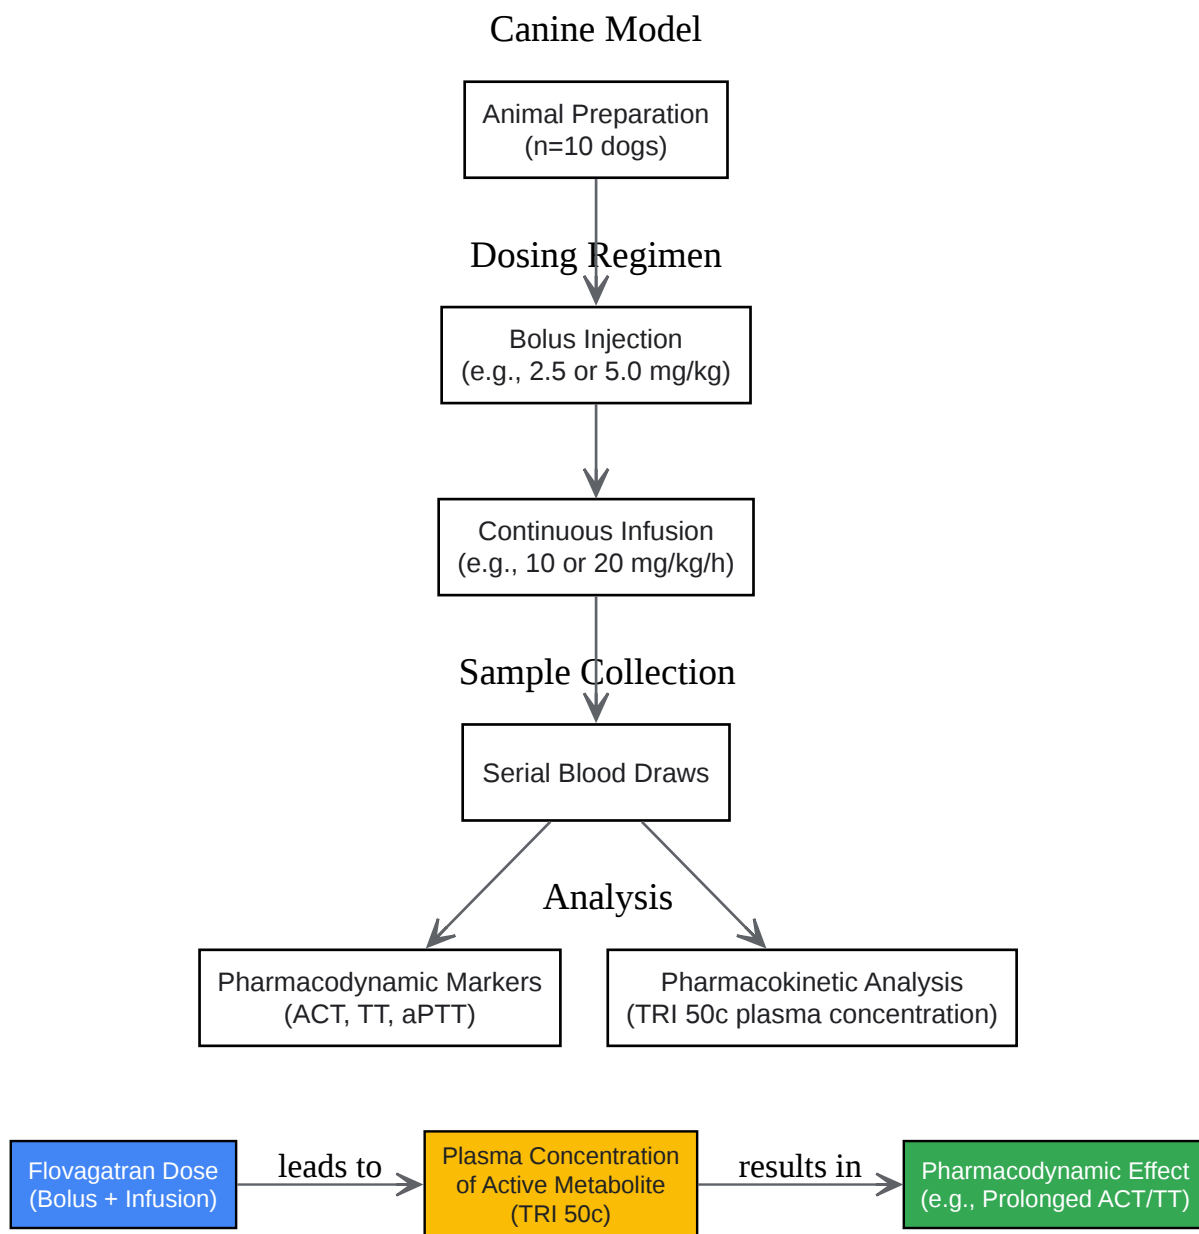 Canine Model
Animal Preparation
(n=10 dogs)
Dosing Regimen
Bolus Injection
(e.g., 2.5 or 5.0 mg/kg)
Continuous Infusion
(e.g., 10 or 20 mg/kg/h)
Sample Collection
Serial Blood Draws
Analysis
Pharmacodynamic Markers
(ACT, TT, aPTT)
Pharmacokinetic Analysis
(TRI 50c plasma concentration)
Flovagatran Dose
(Bolus + Infusion)
leads to
Plasma Concentration
of Active Metabolite
(TRI 50c)
results in
Pharmacodynamic Effect
(e.g., Prolonged ACT/TT)